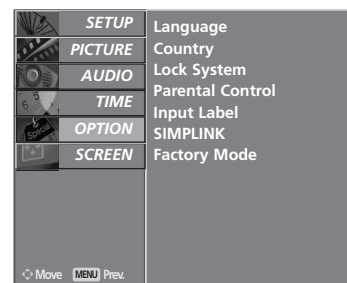 SETUP
PICTURE
AUDIO
TIME
OPTION
SCREEN
Language
Country
Lock System
Parental Control
Input Label
SIMPLINK
Factory Mode
Move MENU Prev.